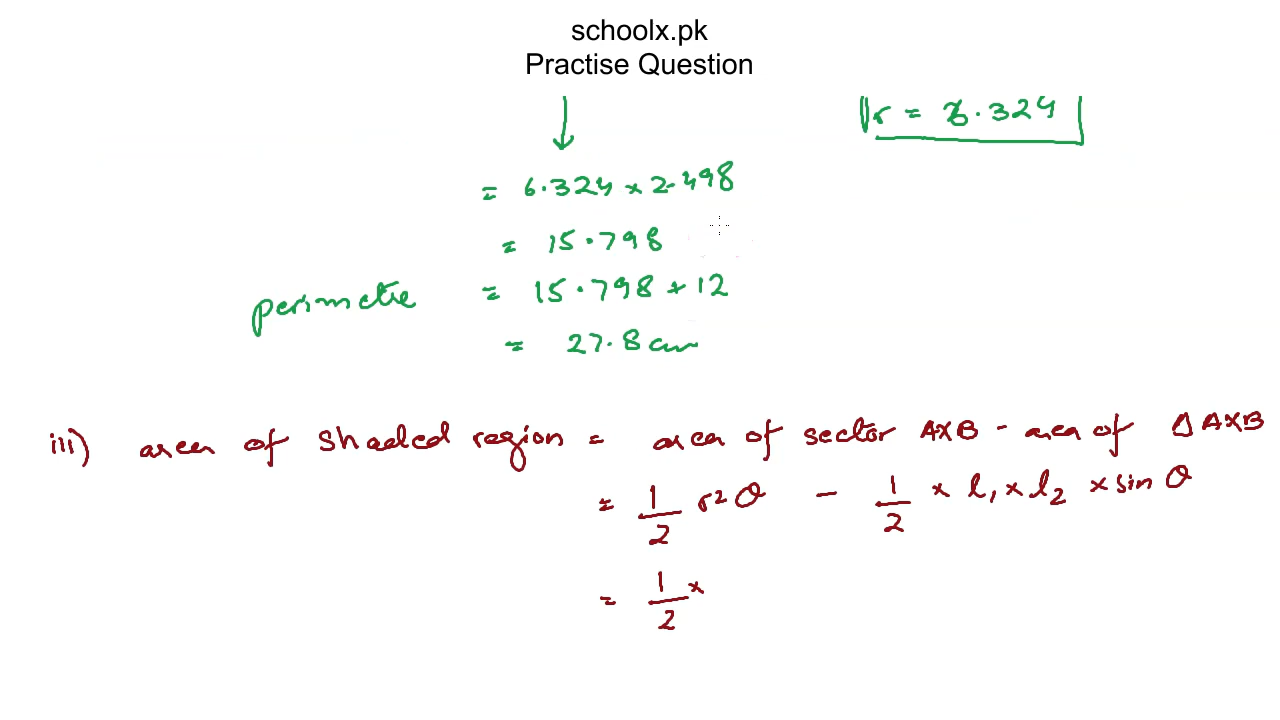 schoolx.pk
Practise Question
r = 6.324
= 6.324 × 2.498
= 15.798
perimetre = 15.798 + 12
= 27.8 cm
iii) area of shaded region = area of sector AXB - area of Δ AXB
= 1/2 r² θ - 1/2 × l₁ × l₂ × sin θ
= 1/2 ×